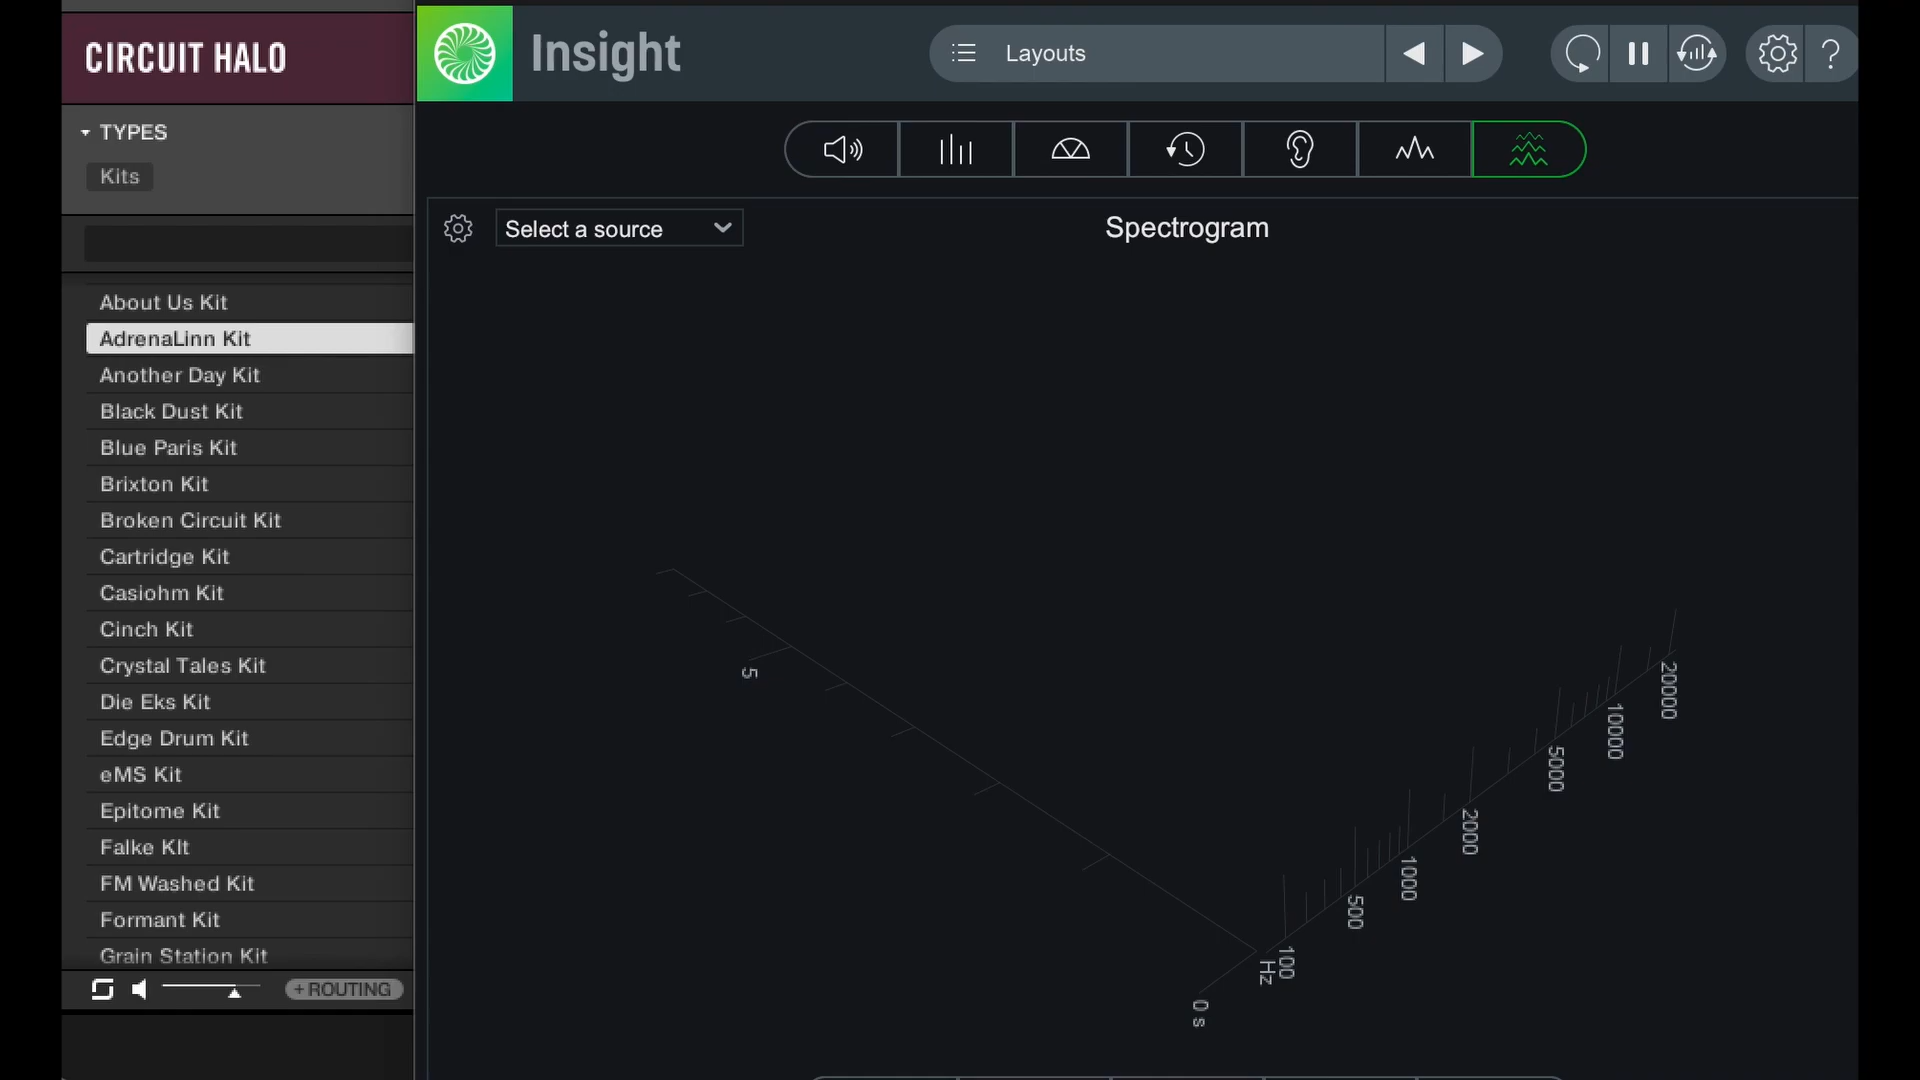 CIRCUIT HALO
TYPES
Kits
About Us Kit
AdrenaLinn Kit
Another Day Kit
Black Dust Kit
Blue Paris Kit
Brixton Kit
Broken Circuit Kit
Cartridge Kit
Casiohm Kit
Cinch Kit
Crystal Tales Kit
Die Eks Kit
Edge Drum Kit
eMS Kit
Epitome Kit
Falke KIt
FM Washed Kit
Formant Kit
Grain Station Kit
+ ROUTING
Insight
Layouts
?
Select a source
Spectrogram
5
20000
10000
5000
2000
1000
500
100
Hz
0 s